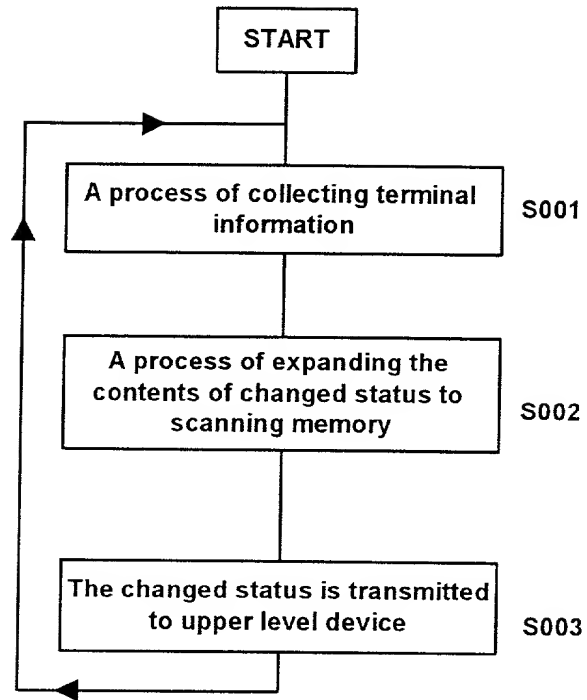 START
A process of collecting terminal
information
S001
A process of expanding the
contents of changed status to
scanning memory
S002
The changed status is transmitted
to upper level device
S003